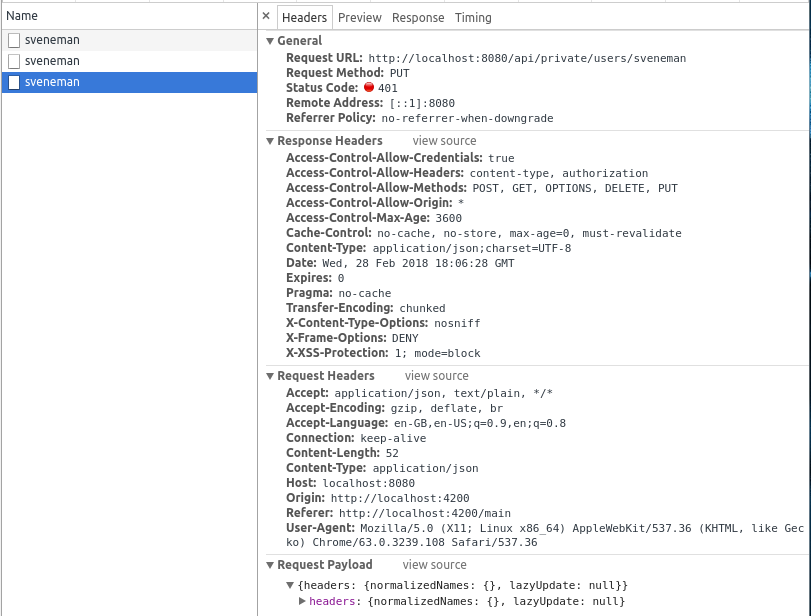 Name
× Headers Preview Response Timing
sveneman
sveneman
sveneman
▼ General
Request URL: http://localhost:8080/api/private/users/sveneman
Request Method: PUT
Status Code: 401
Remote Address: [::1]:8080
Referrer Policy: no-referrer-when-downgrade
▼ Response Headers view source
Access-Control-Allow-Credentials: true
Access-Control-Allow-Headers: content-type, authorization
Access-Control-Allow-Methods: POST, GET, OPTIONS, DELETE, PUT
Access-Control-Allow-Origin: *
Access-Control-Max-Age: 3600
Cache-Control: no-cache, no-store, max-age=0, must-revalidate
Content-Type: application/json;charset=UTF-8
Date: Wed, 28 Feb 2018 18:06:28 GMT
Expires: 0
Pragma: no-cache
Transfer-Encoding: chunked
X-Content-Type-Options: nosniff
X-Frame-Options: DENY
X-XSS-Protection: 1; mode=block
▼ Request Headers view source
Accept: application/json, text/plain, */*
Accept-Encoding: gzip, deflate, br
Accept-Language: en-GB,en-US;q=0.9,en;q=0.8
Connection: keep-alive
Content-Length: 52
Content-Type: application/json
Host: localhost:8080
Origin: http://localhost:4200
Referer: http://localhost:4200/main
User-Agent: Mozilla/5.0 (X11; Linux x86_64) AppleWebKit/537.36 (KHTML, like Gec
ko) Chrome/63.0.3239.108 Safari/537.36
▼ Request Payload view source
▼ {headers: {normalizedNames: {}, lazyUpdate: null}}
▶ headers: {normalizedNames: {}, lazyUpdate: null}